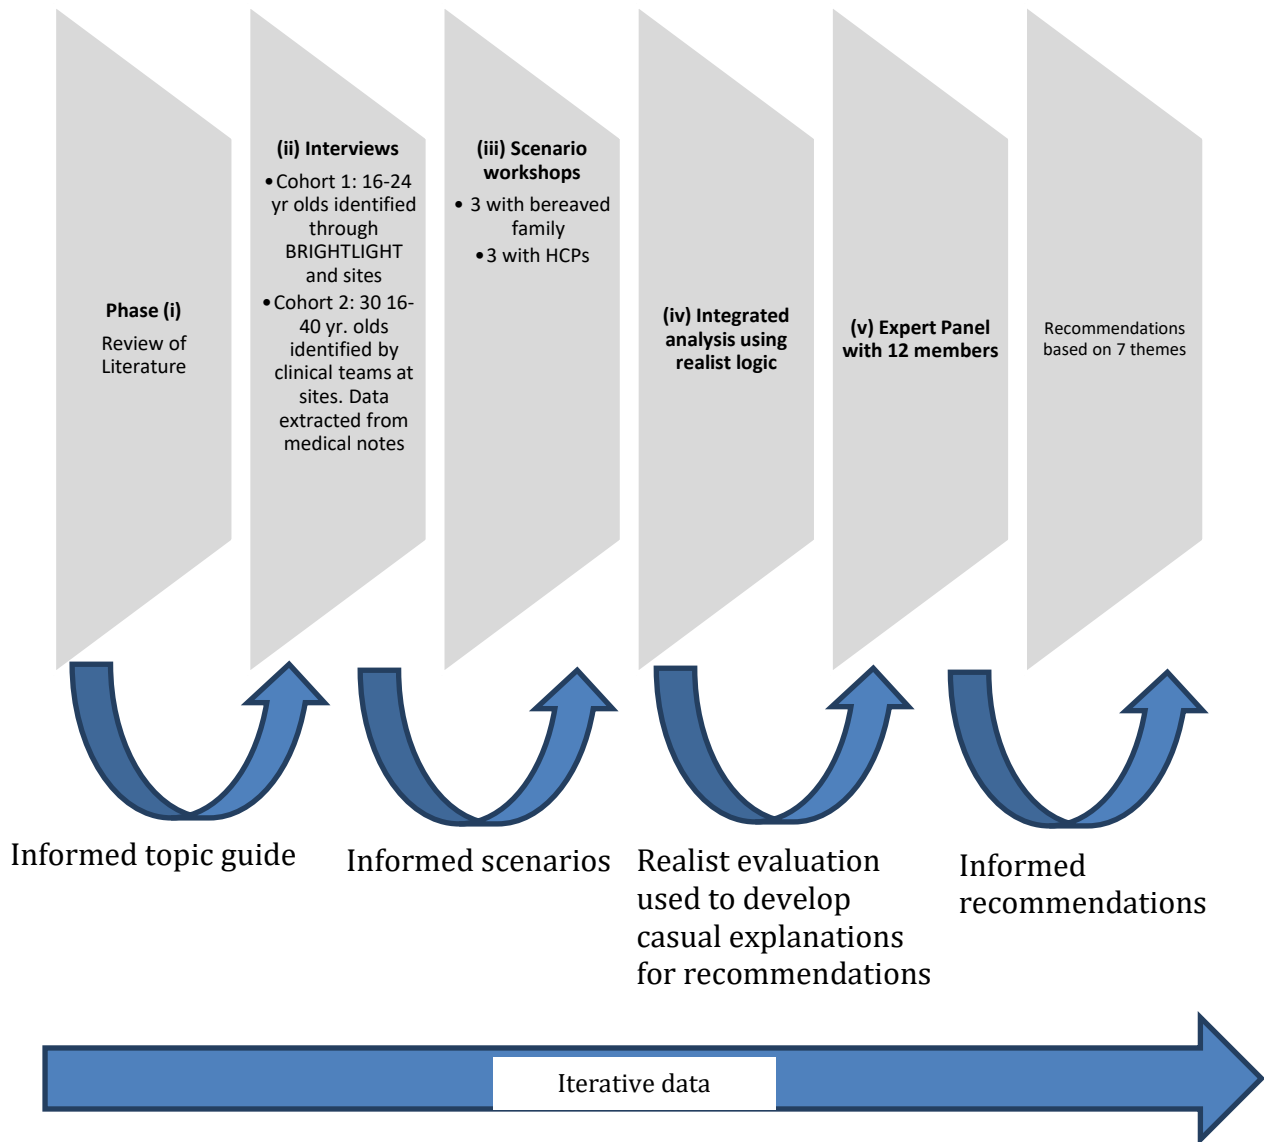 Phase (i)
Review of
Literature
(ii) Interviews
•Cohort 1: 16-24
yr olds identified
through
BRIGHTLIGHT
and sites
•Cohort 2: 30 16-
40 yr. olds
identified by
clinical teams at
sites. Data
extracted from
medical notes
(iii) Scenario
workshops
• 3 with bereaved
family
•3 with HCPs
(iv) Integrated
analysis using
realist logic
(v) Expert Panel
with 12 members
Recommendations
based on 7 themes
Informed topic guide
Informed scenarios
Realist evaluation
used to develop
casual explanations
for recommendations
Informed
recommendations
Iterative data